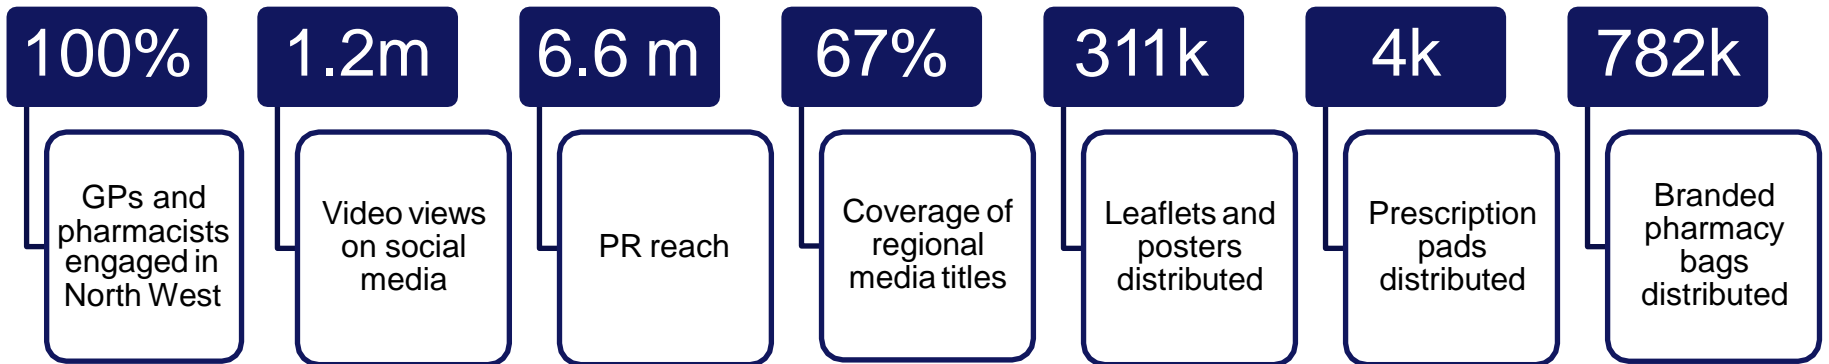 100%
GPs and
pharmacists
engaged in
North West
1.2m
Video views
on social
media
6.6 m
PR reach
67%
Coverage of
regional
media titles
311k
Leaflets and
posters
distributed
4k
Prescription
pads
distributed
782k
Branded
pharmacy
bags
distributed